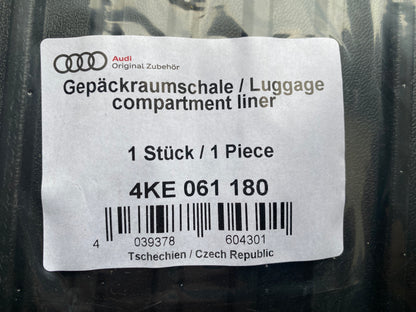 Audi
Original Zubehör
Gepäckraumschale / Luggage
compartment liner
1 Stück / 1 Piece
4KE 061 180
4 039378 604301
Tschechien / Czech Republic